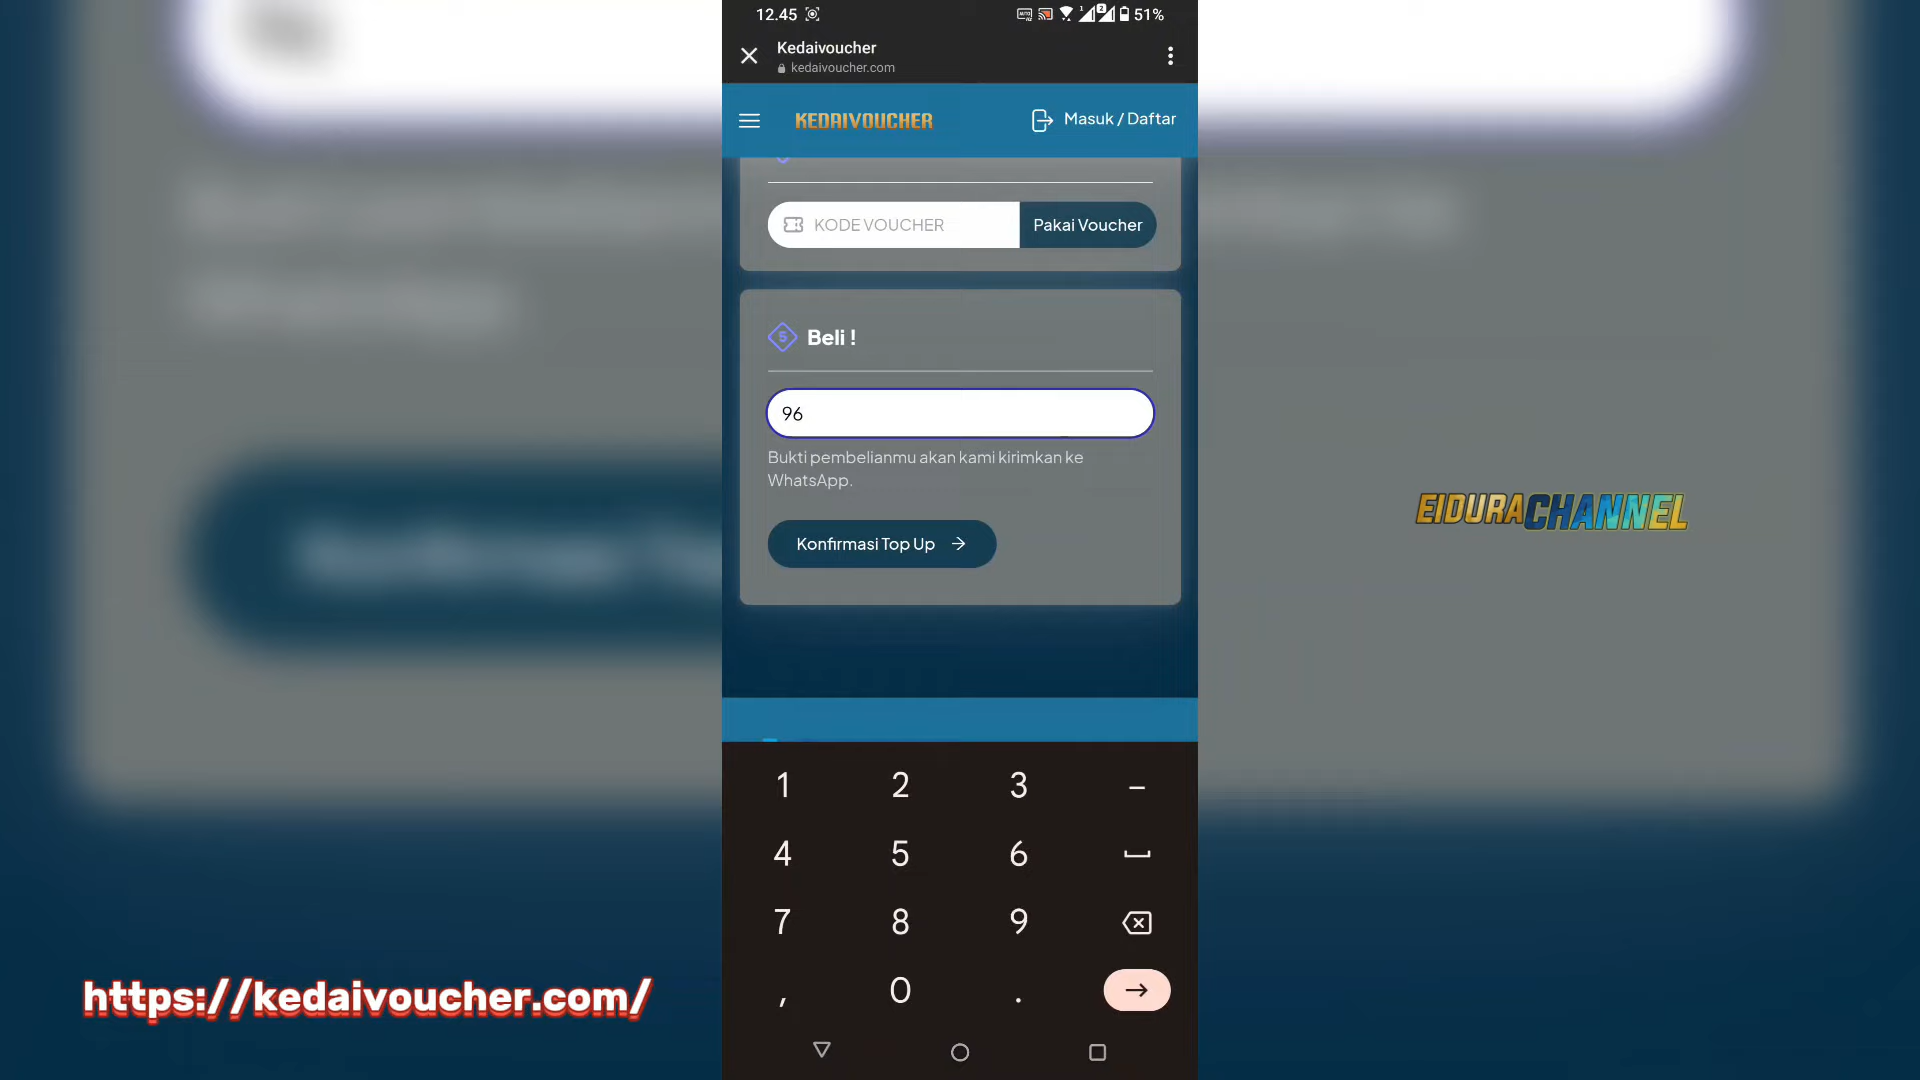 12.45
51%
Kedaivoucher
kedaivoucher.com
KEDAIVOUCHER
Masuk / Daftar
KODE VOUCHER
Pakai Voucher
5
Beli !
96
Bukti pembelianmu akan kami kirimkan ke
WhatsApp.
Konfirmasi Top Up
EIDURACHANNEL
1 2 3 –
4 5 6
7 8 9
, 0 .
https://kedaivoucher.com/